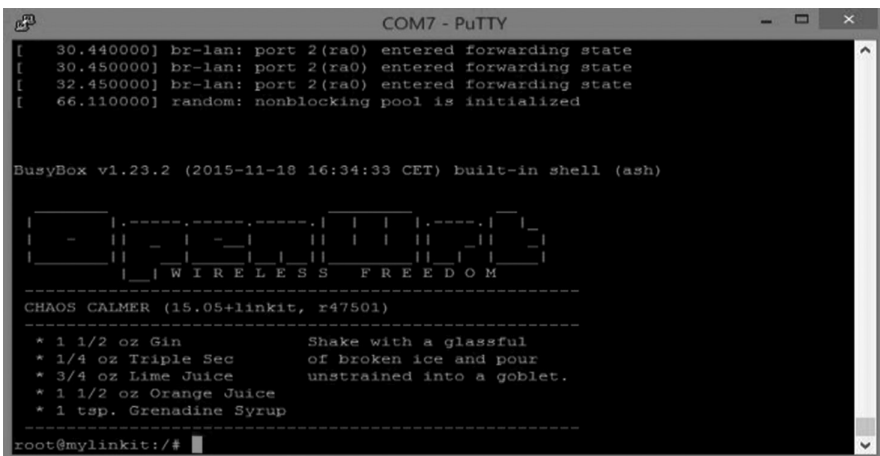 COM7 - PuTTY
[   30.440000] br-lan: port 2(ra0) entered forwarding state
[   30.450000] br-lan: port 2(ra0) entered forwarding state
[   32.450000] br-lan: port 2(ra0) entered forwarding state
[   66.110000] random: nonblocking pool is initialized
BusyBox v1.23.2 (2015-11-18 16:34:33 CET) built-in shell (ash)
OpenWrt
W I R E L E S S   F R E E D O M
CHAOS CALMER (15.05+linkit, r47501)
* 1 1/2 oz Gin            Shake with a glassful
* 1/4 oz Triple Sec       of broken ice and pour
* 3/4 oz Lime Juice       unstrained into a goblet.
* 1 1/2 oz Orange Juice
* 1 tsp. Grenadine Syrup
root@mylinkit:/#